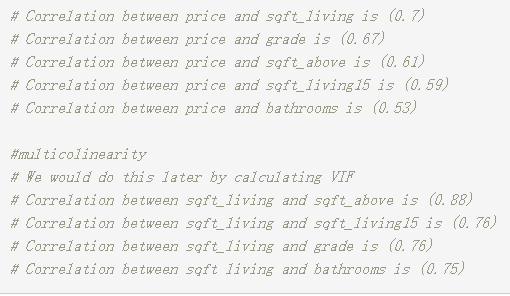 # Correlation between price and sqft_living is (0.7)
# Correlation between price and grade is (0.67)
# Correlation between price and sqft_above is (0.61)
# Correlation between price and sqft_living15 is (0.59)
# Correlation between price and bathrooms is (0.53)
#multicolinearity
# We would do this later by calculating VIF
# Correlation between sqft_living and sqft_above is (0.88)
# Correlation between sqft_living and sqft_living15 is (0.76)
# Correlation between sqft_living and grade is (0.76)
# Correlation between sqft living and bathrooms is (0.75)